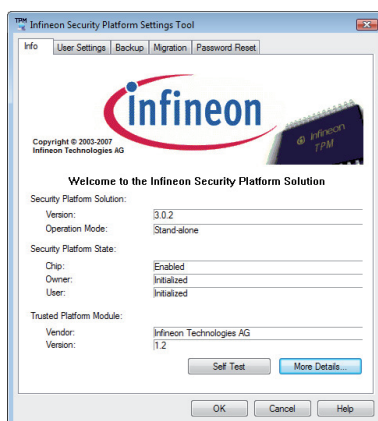 TPM
Infineon Security Platform Settings Tool
Info User Settings Backup Migration Password Reset
infineon
infineon
TPM
Copyright © 2003-2007
Infineon Technologies AG
Welcome to the Infineon Security Platform Solution
Security Platform Solution:
Version: 3.0.2
Operation Mode: Stand-alone
Security Platform State:
Chip: Enabled
Owner: Initialized
User: Initialized
Trusted Platform Module:
Vendor: Infineon Technologies AG
Version: 1.2
Self Test More Details...
OK Cancel Help